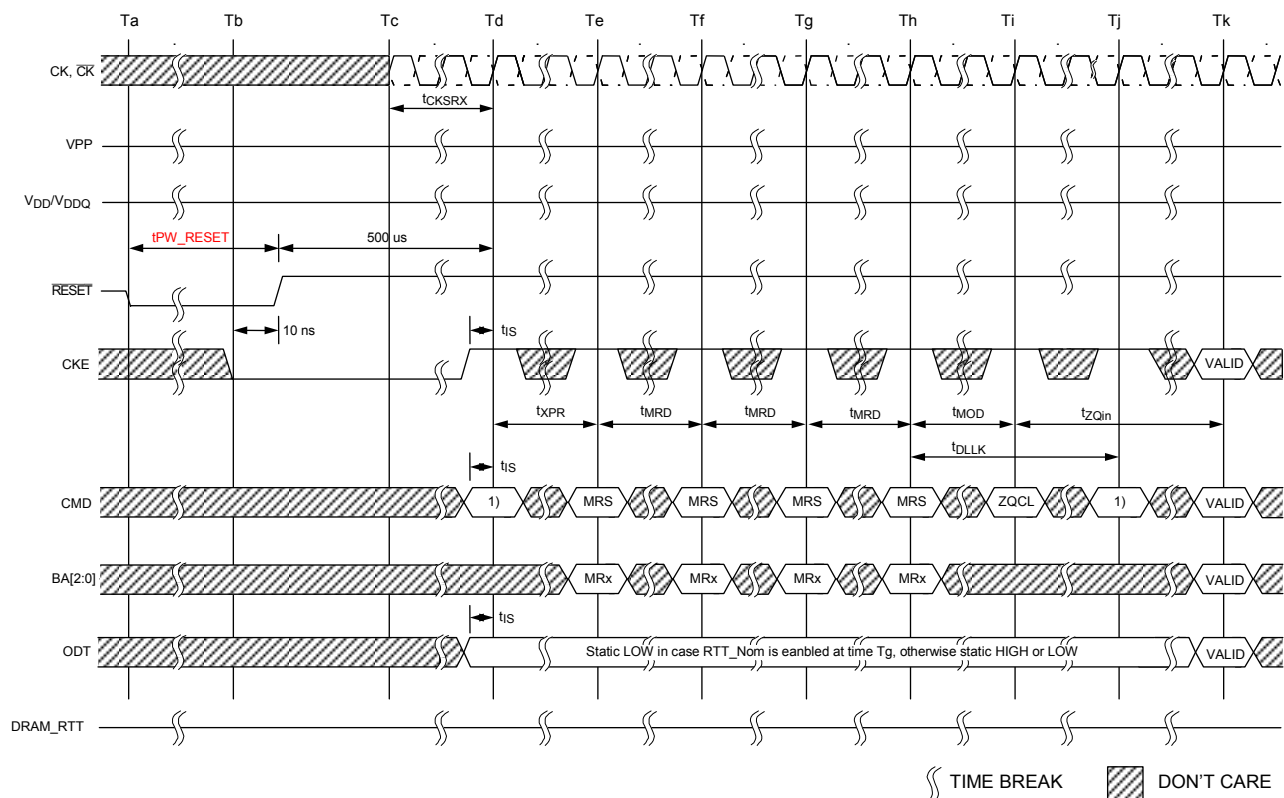 Ta Tb Tc Td Te Tf Tg Th Ti Tj Tk
CK, CK
tCKSRX
VPP
VDD/VDDQ
tPW_RESET 500 us
RESET
10 ns tIS
CKE VALID
tXPR tMRD tMRD tMRD tMOD tZQin
tDLLK
tIS
CMD 1) MRS MRS MRS MRS ZQCL 1) VALID
BA[2:0] MRx MRx MRx MRx VALID
tIS
ODT Static LOW in case RTT_Nom is eanbled at time Tg, otherwise static HIGH or LOW VALID
DRAM_RTT
TIME BREAK DON'T CARE